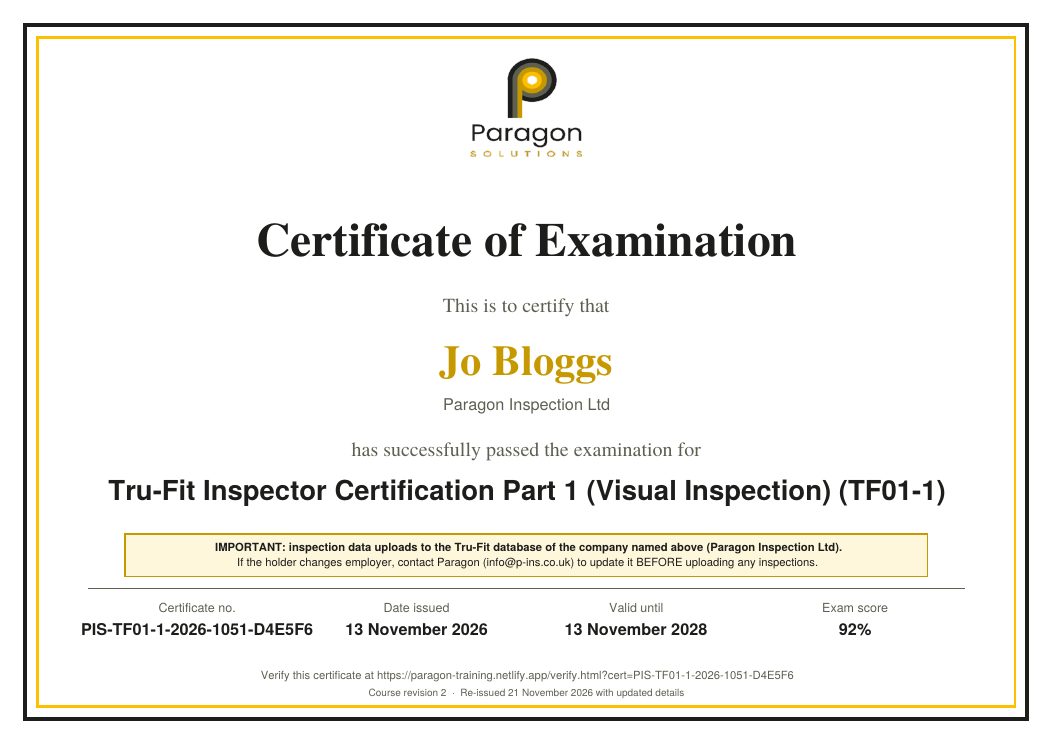 Paragon
SOLUTIONS
Certificate of Examination
This is to certify that
Jo Bloggs
Paragon Inspection Ltd
has successfully passed the examination for
Tru-Fit Inspector Certification Part 1 (Visual Inspection) (TF01-1)
IMPORTANT: inspection data uploads to the Tru-Fit database of the company named above (Paragon Inspection Ltd).
If the holder changes employer, contact Paragon (info@p-ins.co.uk) to update it BEFORE uploading any inspections.
Certificate no. Date issued Valid until Exam score
PIS-TF01-1-2026-1051-D4E5F6 13 November 2026 13 November 2028 92%
Verify this certificate at https://paragon-training.netlify.app/verify.html?cert=PIS-TF01-1-2026-1051-D4E5F6
Course revision 2 · Re-issued 21 November 2026 with updated details